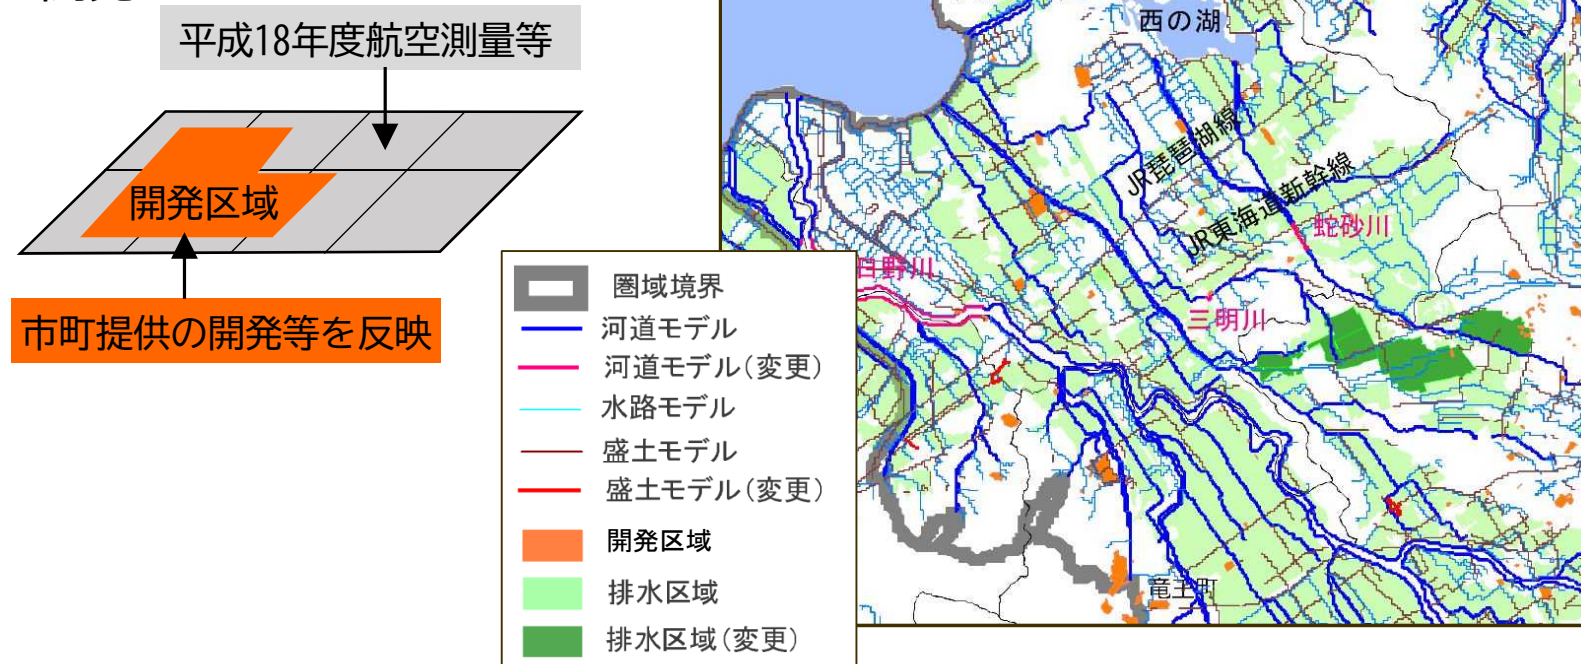 平成18年度航空測量等
開発区域
市町提供の開発等を反映
西の湖
JR琵琶湖線
JR東海道新幹線
蛇砂川
日野川
三明川
竜王町
圏域境界
河道モデル
河道モデル(変更)
水路モデル
盛土モデル
盛土モデル(変更)
開発区域
排水区域
排水区域(変更)